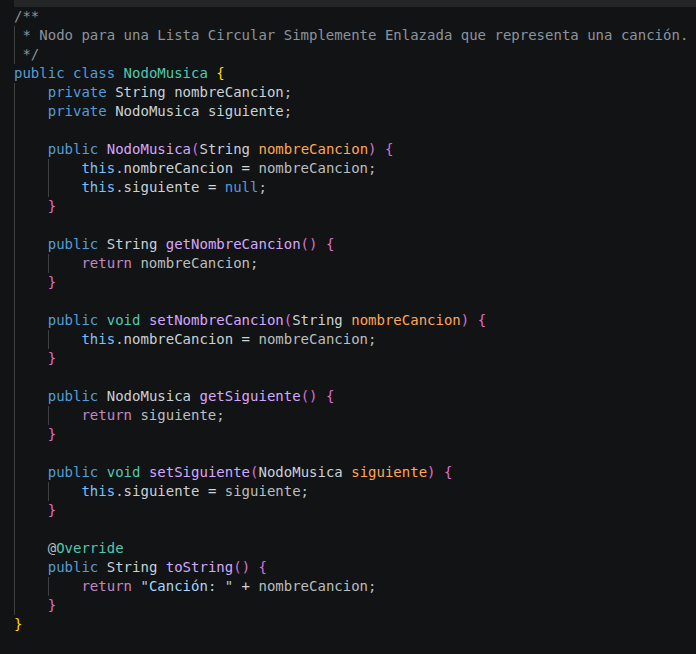 /**
 * Nodo para una Lista Circular Simplemente Enlazada que representa una canción.
 */
public class NodoMusica {
    private String nombreCancion;
    private NodoMusica siguiente;

    public NodoMusica(String nombreCancion) {
        this.nombreCancion = nombreCancion;
        this.siguiente = null;
    }

    public String getNombreCancion() {
        return nombreCancion;
    }

    public void setNombreCancion(String nombreCancion) {
        this.nombreCancion = nombreCancion;
    }

    public NodoMusica getSiguiente() {
        return siguiente;
    }

    public void setSiguiente(NodoMusica siguiente) {
        this.siguiente = siguiente;
    }

    @Override
    public String toString() {
        return "Canción: " + nombreCancion;
    }
}